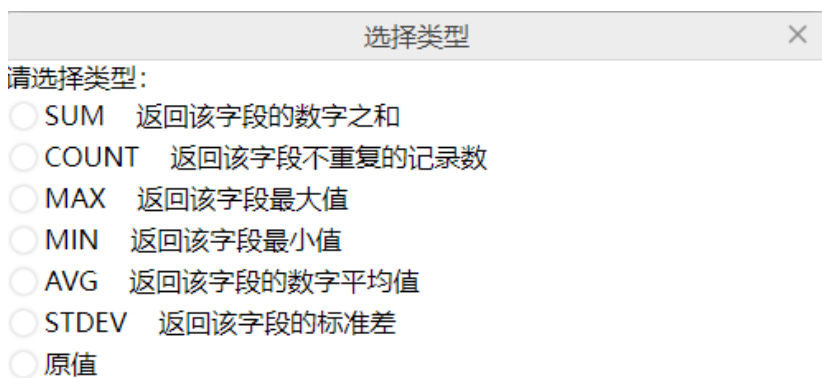 选择类型
请选择类型：
SUM 返回该字段的数字之和
COUNT 返回该字段不重复的记录数
MAX 返回该字段最大值
MIN 返回该字段最小值
AVG 返回该字段的数字平均值
STDEV 返回该字段的标准差
原值